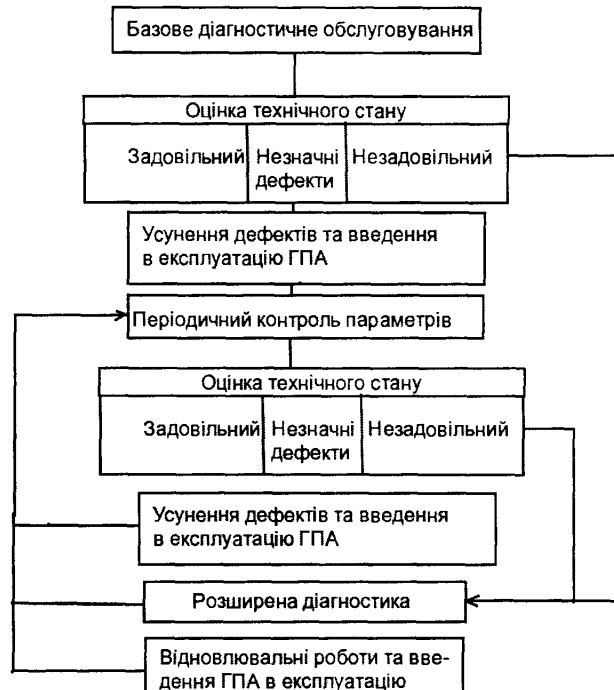 Базове діагностичне обслуговування
Оцінка технічного стану
Задовільний Незначні дефекти Незадовільний
Усунення дефектів та введення
в експлуатацію ГПА
Періодичний контроль параметрів
Оцінка технічного стану
Задовільний Незначні дефекти Незадовільний
Усунення дефектів та введення
в експлуатацію ГПА
Розширена діагностика
Відновлювальні роботи та вве-
дення ГПА в експлуатацію